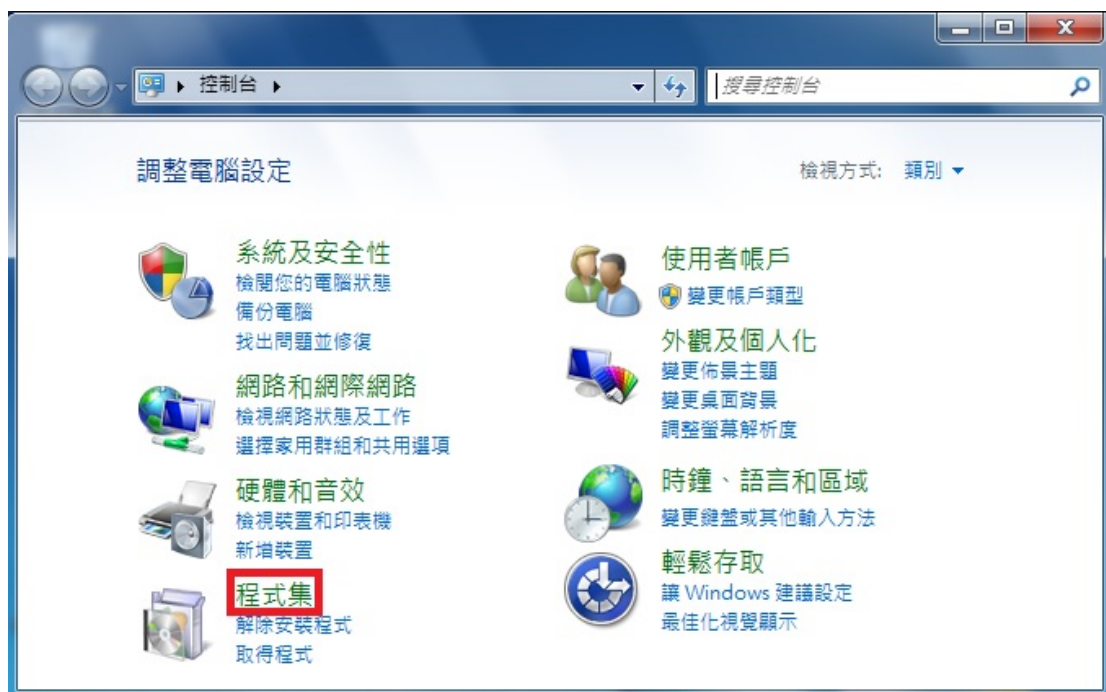 控制台
搜尋控制台
調整電腦設定
檢視方式: 類別
系統及安全性
檢閱您的電腦狀態
備份電腦
找出問題並修復
網路和網際網路
檢視網路狀態及工作
選擇家用群組和共用選項
硬體和音效
檢視裝置和印表機
新增裝置
程式集
解除安裝程式
取得程式
使用者帳戶
變更帳戶類型
外觀及個人化
變更佈景主題
變更桌面背景
調整螢幕解析度
時鐘、語言和區域
變更鍵盤或其他輸入方法
輕鬆存取
讓 Windows 建議設定
最佳化視覺顯示